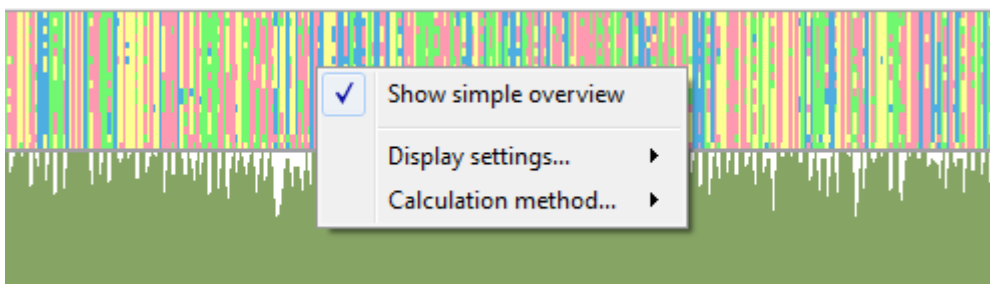 Show simple overview
Display settings...
Calculation method...